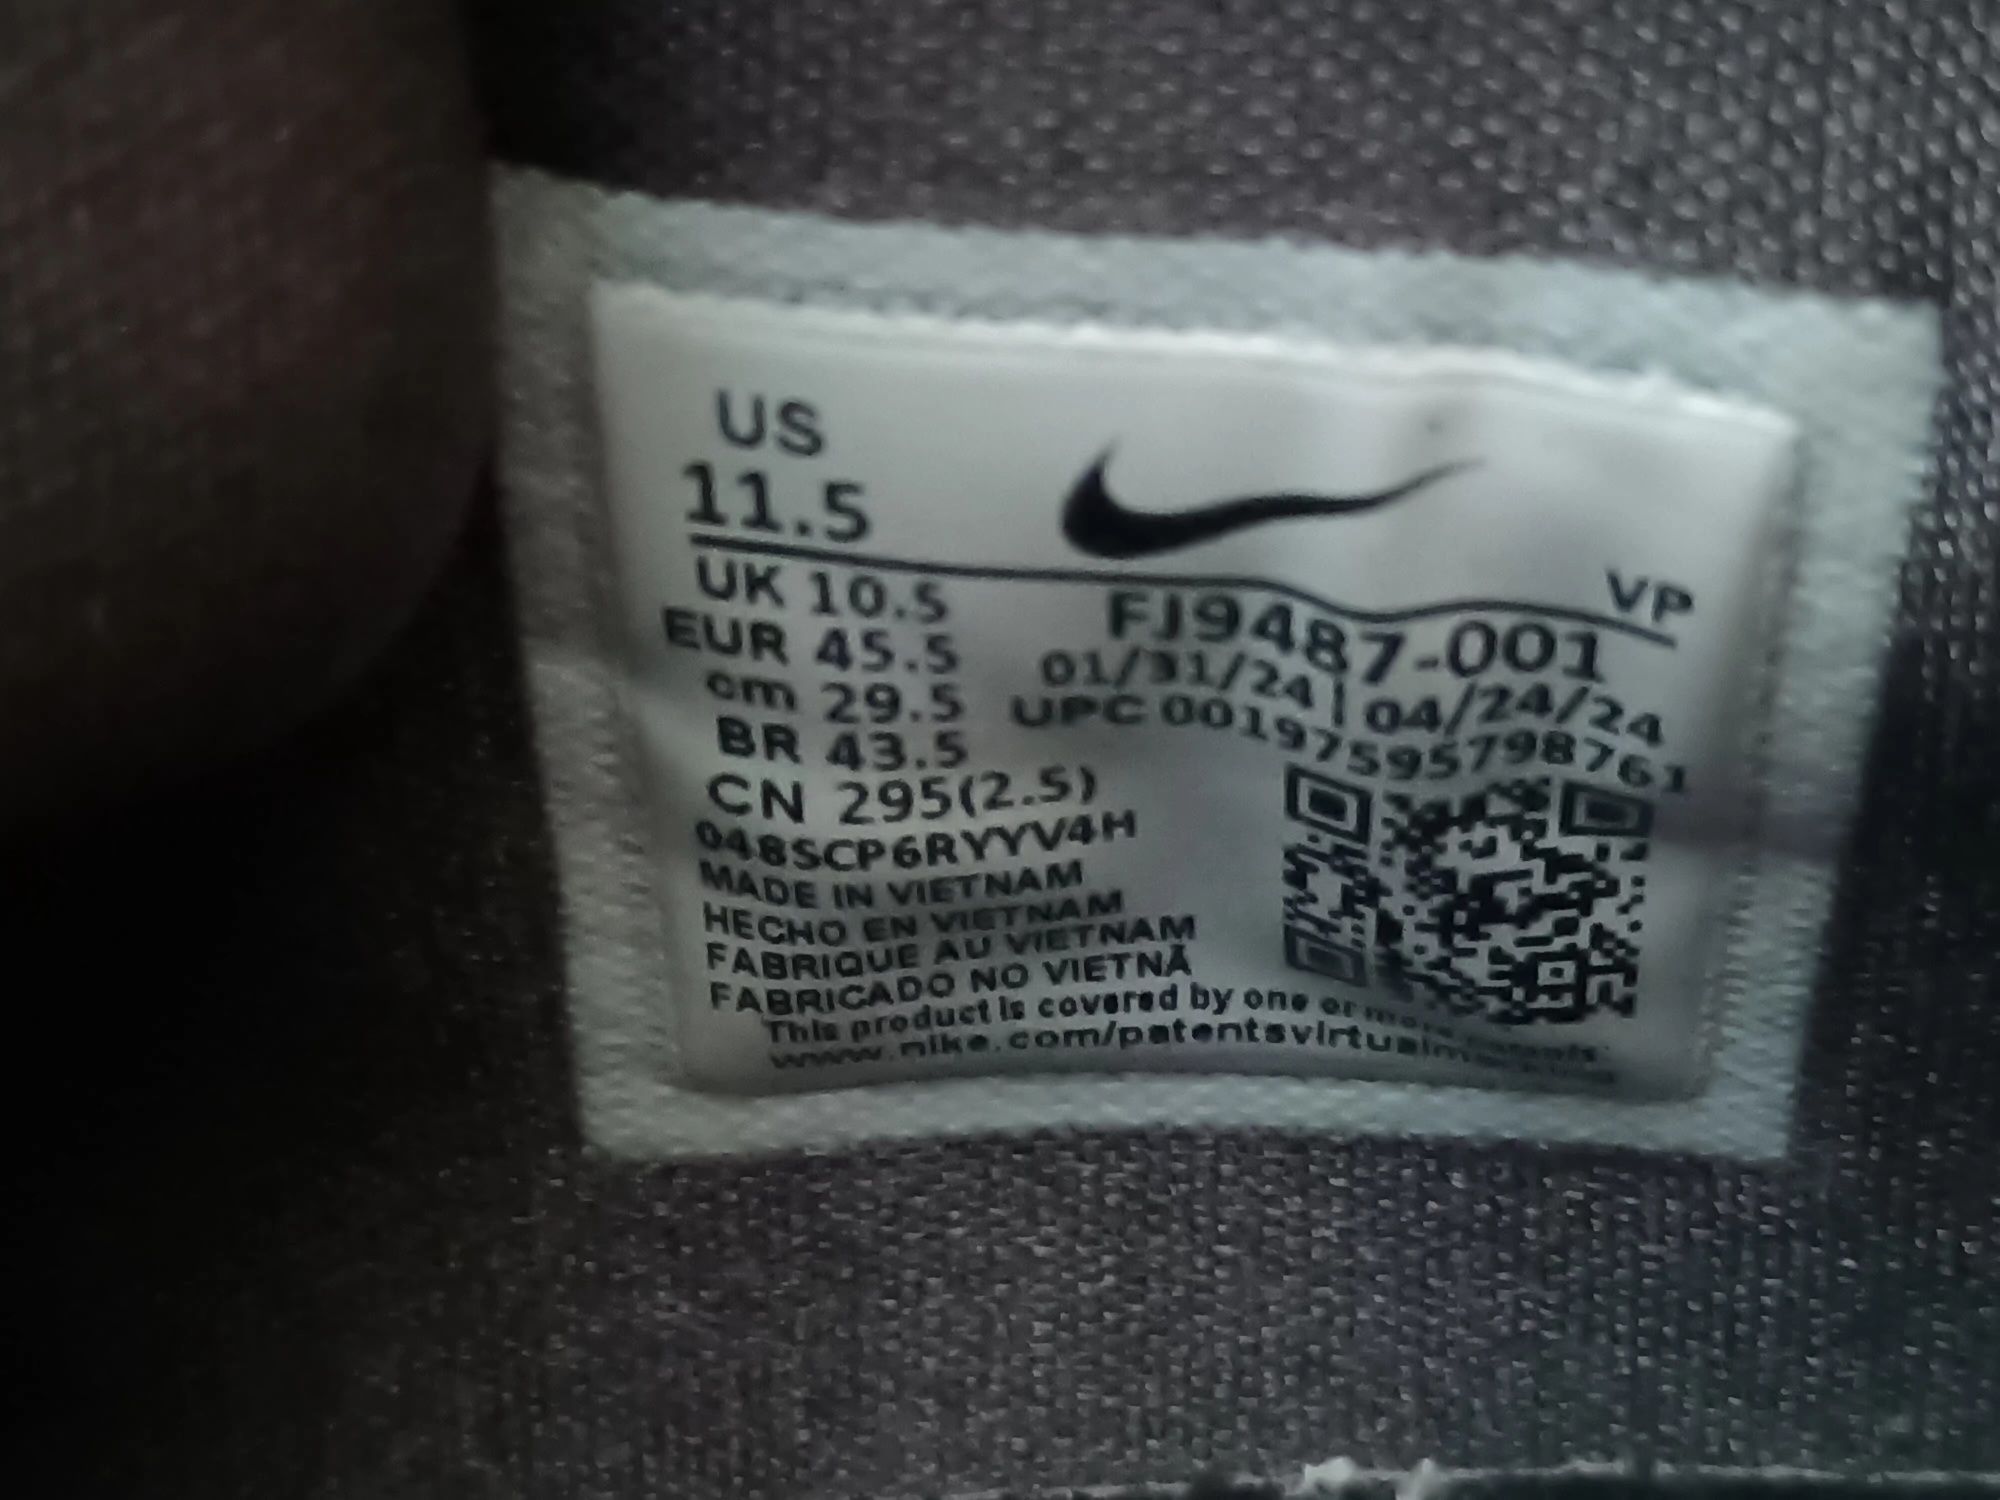 US
11.5
VP
UK 10.5
EUR 45.5
cm 29.5
BR 43.5
CN 295(2.5)
FJ9487-001
01/31/24 | 04/24/24
UPC 00197595798761
048SCP6RYYV4H
MADE IN VIETNAM
HECHO EN VIETNAM
FABRIQUE AU VIETNAM
FABRICADO NO VIETNÃ
This product is covered by one or more patents:
www.nike.com/patents